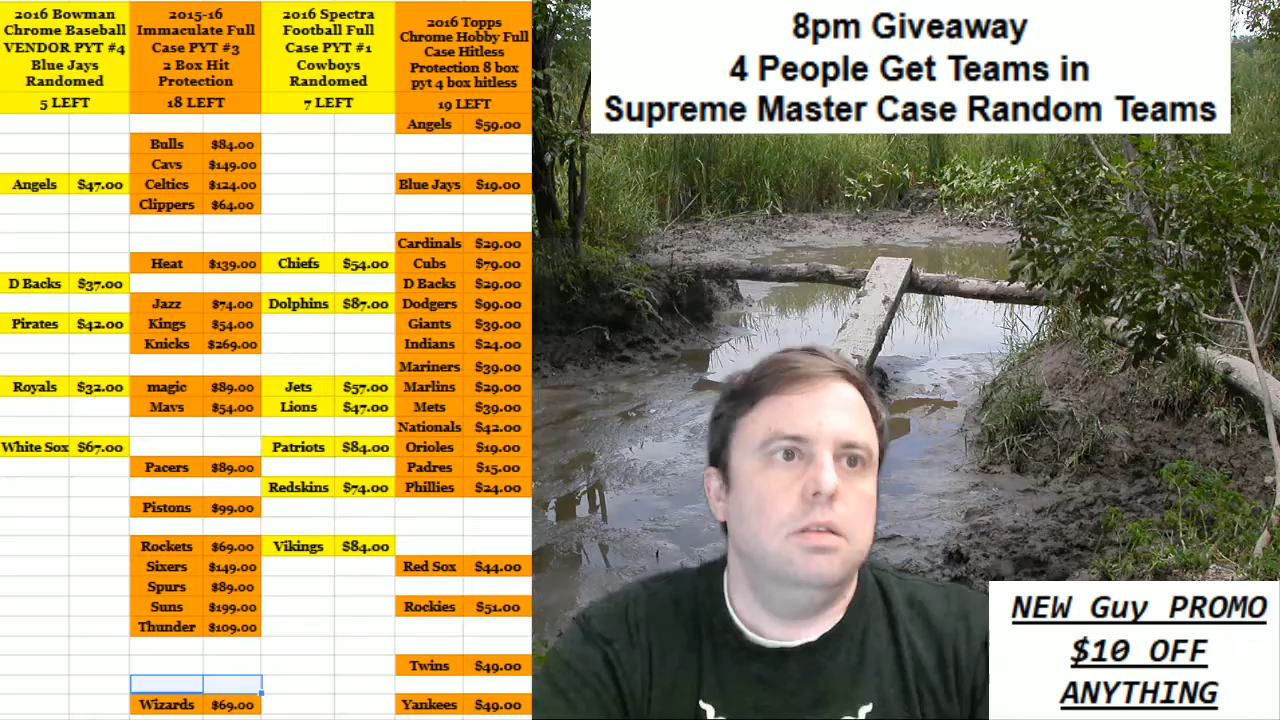 2016 Bowman
Chrome Baseball
VENDOR PYT #4
Blue Jays
Randomed
5 LEFT
Angels $47.00
D Backs $37.00
Pirates $42.00
Royals $32.00
White Sox $67.00
2015-16
Immaculate Full
Case PYT #3
2 Box Hit
Protection
18 LEFT
Bulls $84.00
Cavs $149.00
Celtics $124.00
Clippers $64.00
Heat $139.00
Jazz $74.00
Kings $54.00
Knicks $269.00
magic $89.00
Mavs $54.00
Pacers $89.00
Pistons $99.00
Rockets $69.00
Sixers $149.00
Spurs $89.00
Suns $199.00
Thunder $109.00
Wizards $69.00
2016 Spectra
Football Full
Case PYT #1
Cowboys
Randomed
7 LEFT
Chiefs $54.00
Dolphins $87.00
Jets $57.00
Lions $47.00
Patriots $84.00
Redskins $74.00
Vikings $84.00
2016 Topps
Chrome Hobby Full
Case Hitless
Protection 8 box
pyt 4 box hitless
19 LEFT
Angels $59.00
Blue Jays $19.00
Cardinals $29.00
Cubs $79.00
D Backs $29.00
Dodgers $99.00
Giants $39.00
Indians $24.00
Mariners $39.00
Marlins $29.00
Mets $39.00
Nationals $42.00
Orioles $19.00
Padres $15.00
Phillies $24.00
Red Sox $44.00
Rockies $51.00
Twins $49.00
Yankees $49.00
8pm Giveaway
4 People Get Teams in
Supreme Master Case Random Teams
NEW Guy PROMO
$10 OFF
ANYTHING